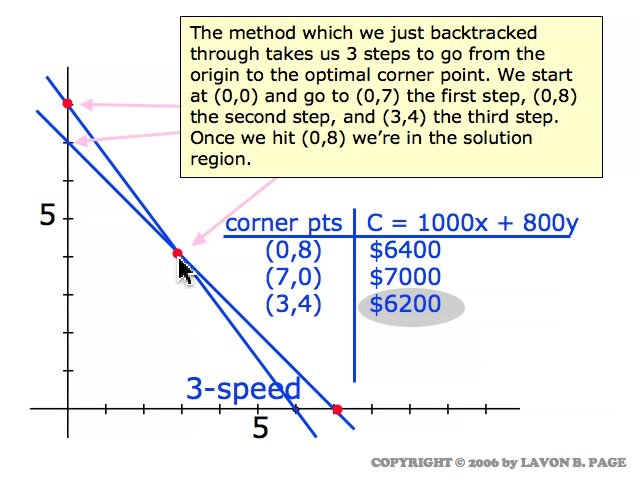 The method which we just backtracked
through takes us 3 steps to go from the
origin to the optimal corner point. We start
at (0,0) and go to (0,7) the first step, (0,8)
the second step, and (3,4) the third step.
Once we hit (0,8) we’re in the solution
region.
5
corner pts C = 1000x + 800y
(0,8) $6400
(7,0) $7000
(3,4) $6200
3-speed
5
COPYRIGHT © 2006 by LAVON B. PAGE